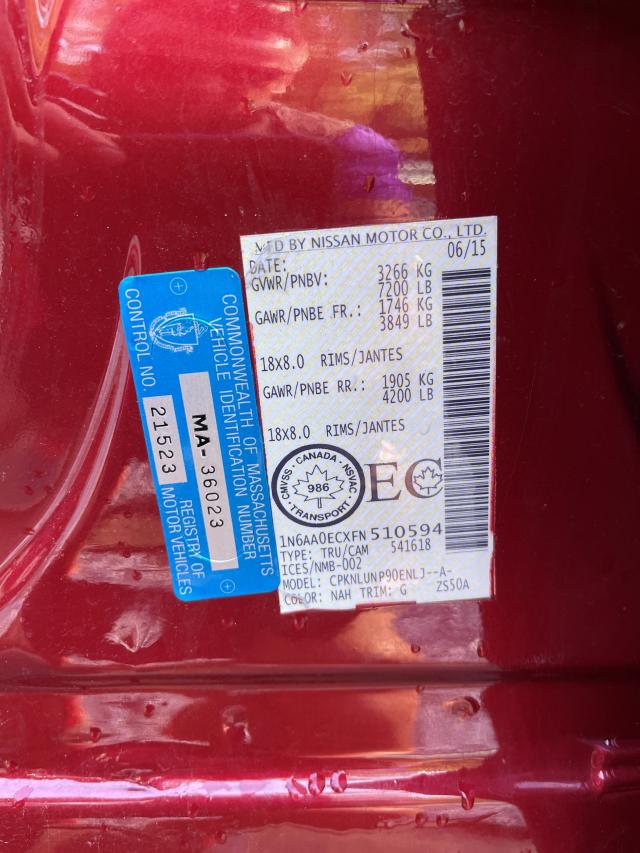 MTD BY NISSAN MOTOR CO., LTD.
DATE: 06/15
GVWR/PNBV: 3266 KG
7200 LB
GAWR/PNBE FR.: 1746 KG
3849 LB
18x8.0 RIMS/JANTES
GAWR/PNBE RR.: 1905 KG
4200 LB
18x8.0 RIMS/JANTES
CMVSS · CANADA · NSVAC
986
· TRANSPORT ·
EC
1N6AA0ECXFN510594
TYPE: TRU/CAM 541618
ICES/NMB-002
MODEL: CPKNLUNP90ENLJ--A-
COLOR: NAH TRIM: G ZS50A
COMMONWEALTH OF MASSACHUSETTS
VEHICLE IDENTIFICATION NUMBER
MA-36023
CONTROL NO. 21523
REGISTRY OF
MOTOR VEHICLES